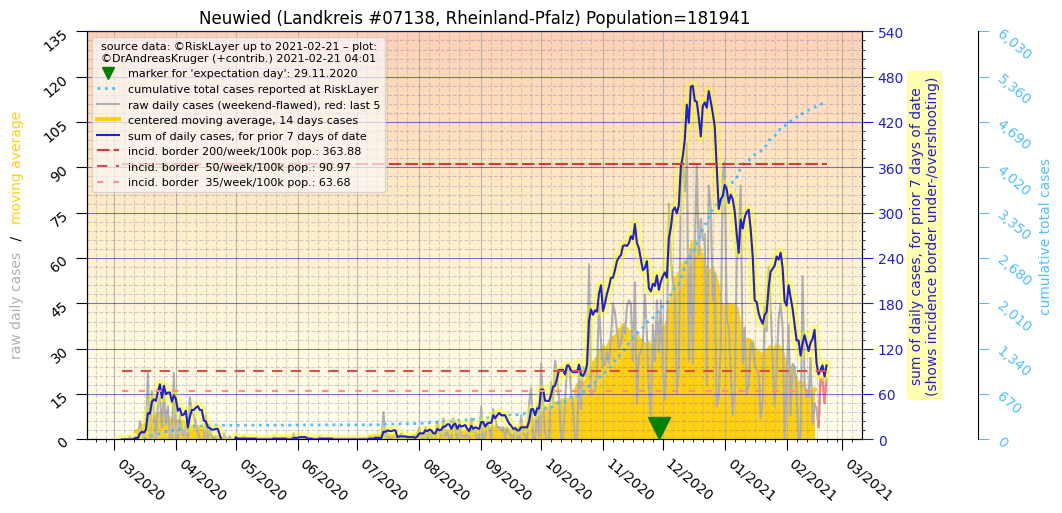 Neuwied (Landkreis #07138, Rheinland-Pfalz) Population=181941
source data: ©RiskLayer up to 2021-02-21 – plot:
©DrAndreasKruger (+contrib.) 2021-02-21 04:01
marker for 'expectation day': 29.11.2020
cumulative total cases reported at RiskLayer
raw daily cases (weekend-flawed), red: last 5
centered moving average, 14 days cases
sum of daily cases, for prior 7 days of date
incid. border 200/week/100k pop.: 363.88
incid. border  50/week/100k pop.: 90.97
incid. border  35/week/100k pop.: 63.68
raw daily cases  /  moving average
135
120
105
90
75
60
45
30
15
0
03/2020
04/2020
05/2020
06/2020
07/2020
08/2020
09/2020
10/2020
11/2020
12/2020
01/2021
02/2021
03/2021
540
480
420
360
300
240
180
120
60
0
sum of daily cases, for prior 7 days of date
(shows incidence border under-/overshooting)
6,030
5,360
4,690
4,020
3,350
2,680
2,010
1,340
670
0
cumulative total cases